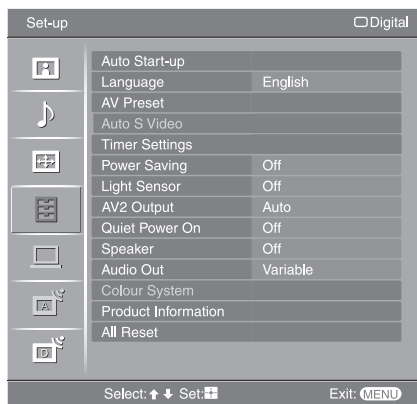 Set-up Digital
Auto Start-up
Language English
AV Preset
Auto S Video
Timer Settings
Power Saving Off
Light Sensor Off
AV2 Output Auto
Quiet Power On Off
Speaker Off
Audio Out Variable
Colour System
A
Product Information
All Reset
D
Select: Set: Exit: MENU